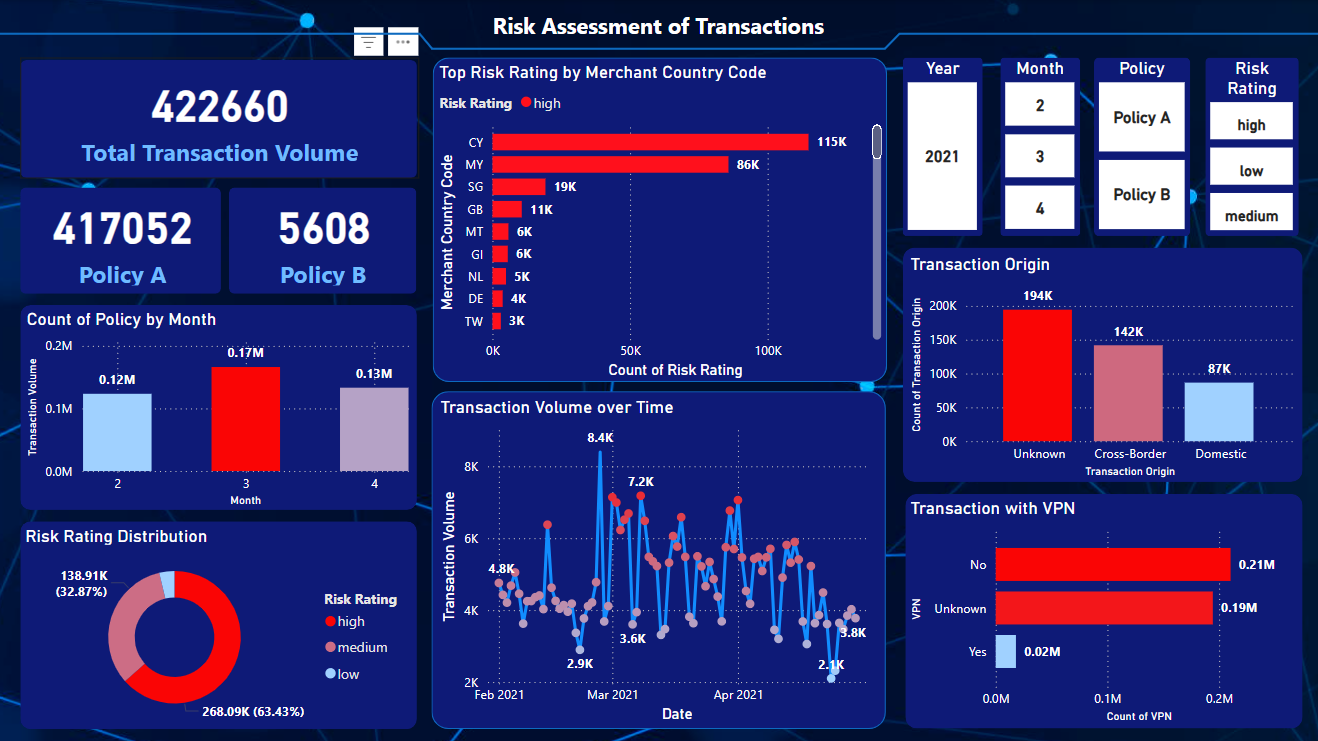 Risk Assessment of Transactions
422660
Total Transaction Volume
417052
Policy A
5608
Policy B
Count of Policy by Month
Transaction Volume
0.2M
0.1M
0.0M
0.12M
0.17M
0.13M
2
3
4
Month
Risk Rating Distribution
138.91K
(32.87%)
268.09K (63.43%)
Risk Rating
high
medium
low
Top Risk Rating by Merchant Country Code
Risk Rating high
Merchant Country Code
CY 115K
MY 86K
SG 19K
GB 11K
MT 6K
GI 6K
NL 5K
DE 4K
TW 3K
0K 50K 100K
Count of Risk Rating
Transaction Volume over Time
Transaction Volume
8K
6K
4K
2K
4.8K
2.9K
8.4K
3.6K
7.2K
2.1K
3.8K
Feb 2021 Mar 2021 Apr 2021
Date
Year
2021
Month
2
3
4
Policy
Policy A
Policy B
Risk
Rating
high
low
medium
Transaction Origin
Count of Transaction Origin
200K
150K
100K
50K
0K
194K
142K
87K
Unknown Cross-Border Domestic
Transaction Origin
Transaction with VPN
VPN
No 0.21M
Unknown 0.19M
Yes 0.02M
0.0M 0.1M 0.2M
Count of VPN